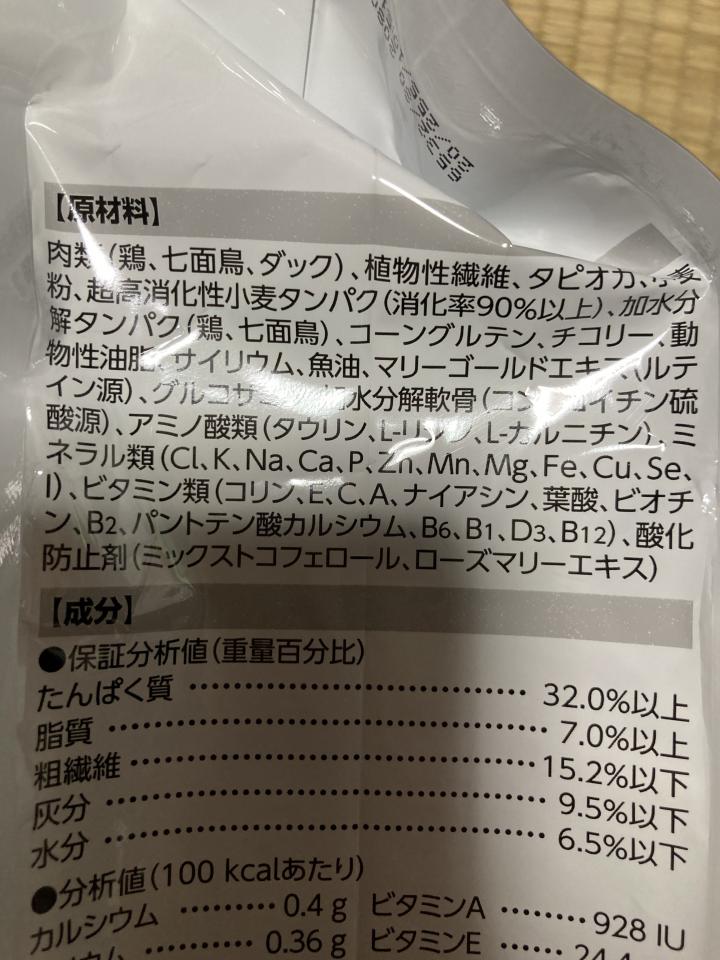 【原材料】
肉類(鶏、七面鳥、ダック)、植物性繊維、タピオカ、小麦
粉、超高消化性小麦タンパク(消化率90%以上)、加水分
解タンパク(鶏、七面鳥)、コーングルテン、チコリー、動
物性油脂、サイリウム、魚油、マリーゴールドエキス(ルテ
イン源)、グルコサ 水分解軟骨(コンドロイチン硫
酸源)、アミノ酸類(タウリン、L-リジン、L-カルニチン)、ミ
ネラル類(Cl、K、Na、Ca、P、Zn、Mn、Mg、Fe、Cu、Se、
I)、ビタミン類(コリン、E、C、A、ナイアシン、葉酸、ビオチ
ン、B2、パントテン酸カルシウム、B6、B1、D3、B12)、酸化
防止剤(ミックストコフェロール、ローズマリーエキス)
【成分】
●保証分析値(重量百分比)
たんぱく質 ································ 32.0%以上
脂質 ········································ 7.0%以上
粗繊維 ····································· 15.2%以下
灰分 ········································ 9.5%以下
水分 ········································ 6.5%以下
●分析値(100 kcalあたり)
カルシウム ········· 0.4 g ビタミンA ········ 928 IU
0.36 g ビタミンE ······